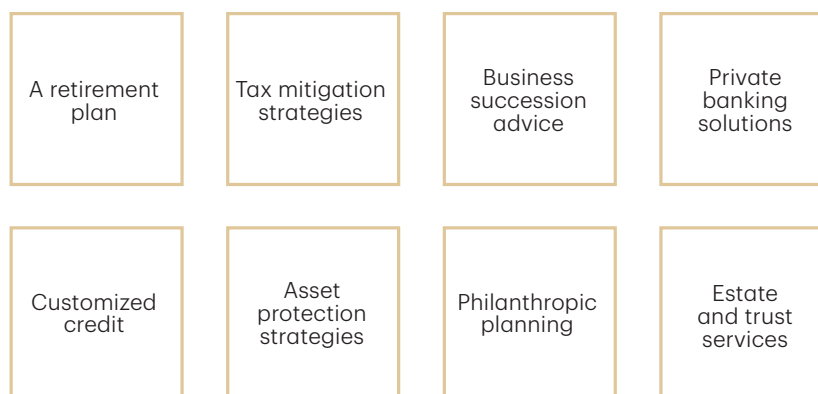 A retirement
plan
Tax mitigation
strategies
Business
succession
advice
Private
banking
solutions
Customized
credit
Asset
protection
strategies
Philanthropic
planning
Estate
and trust
services